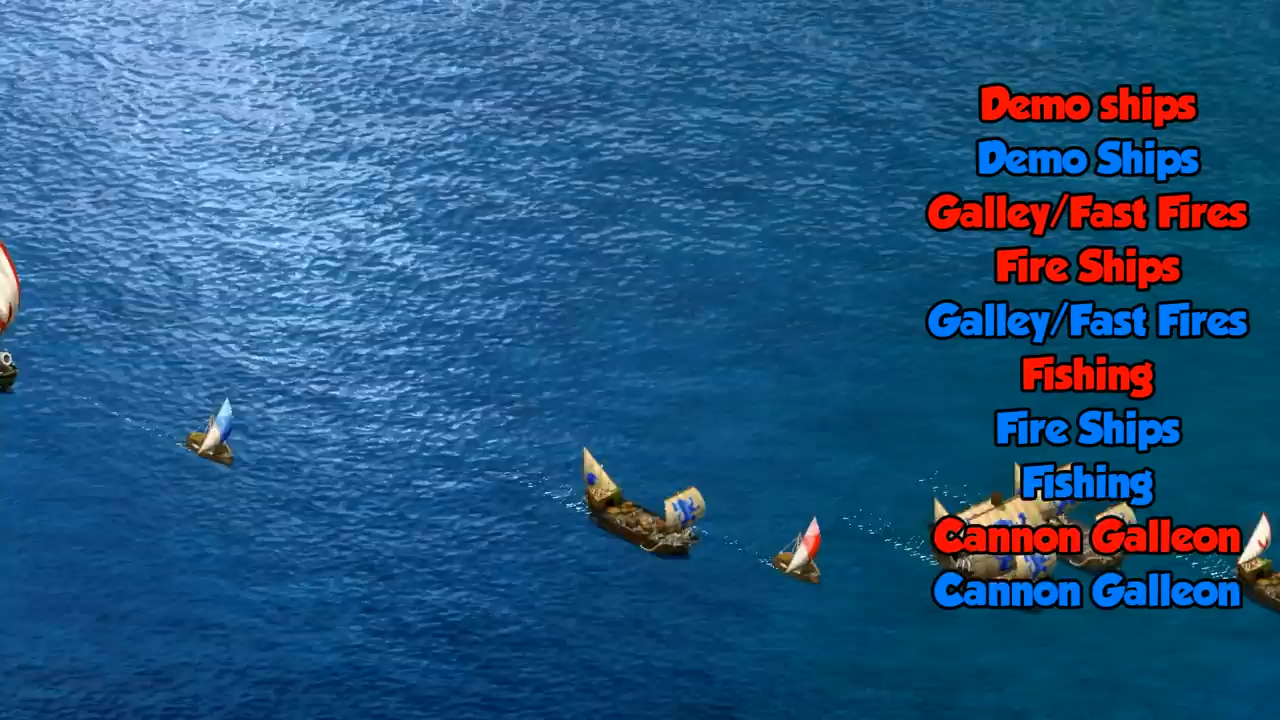 Demo ships
Demo Ships
Galley/Fast Fires
Fire Ships
Galley/Fast Fires
Fishing
Fire Ships
Fishing
Cannon Galleon
Cannon Galleon